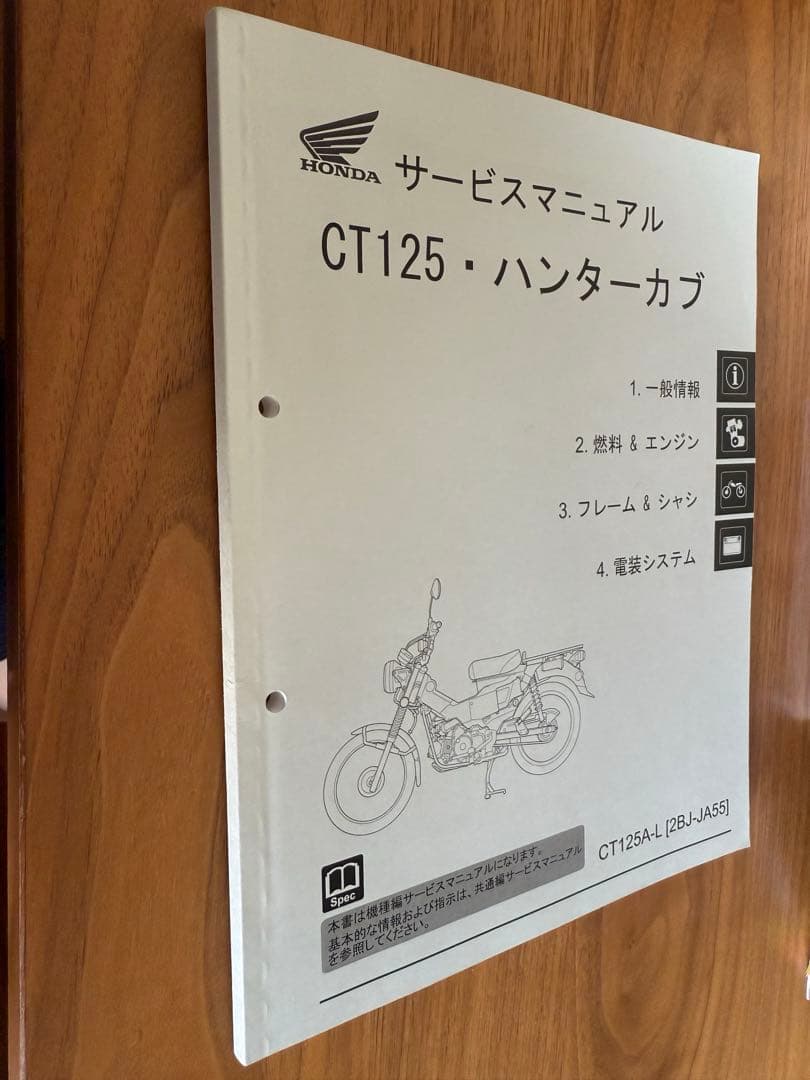 HONDA サービスマニュアル
CT125・ハンターカブ
1. 一般情報
2. 燃料 & エンジン
3. フレーム & シャシ
4. 電装システム
CT125A-L [2BJ-JA55]
Spec
本書は機種編サービスマニュアルになります。
基本的な情報および指示は、共通編サービスマニュアル
を参照してください。